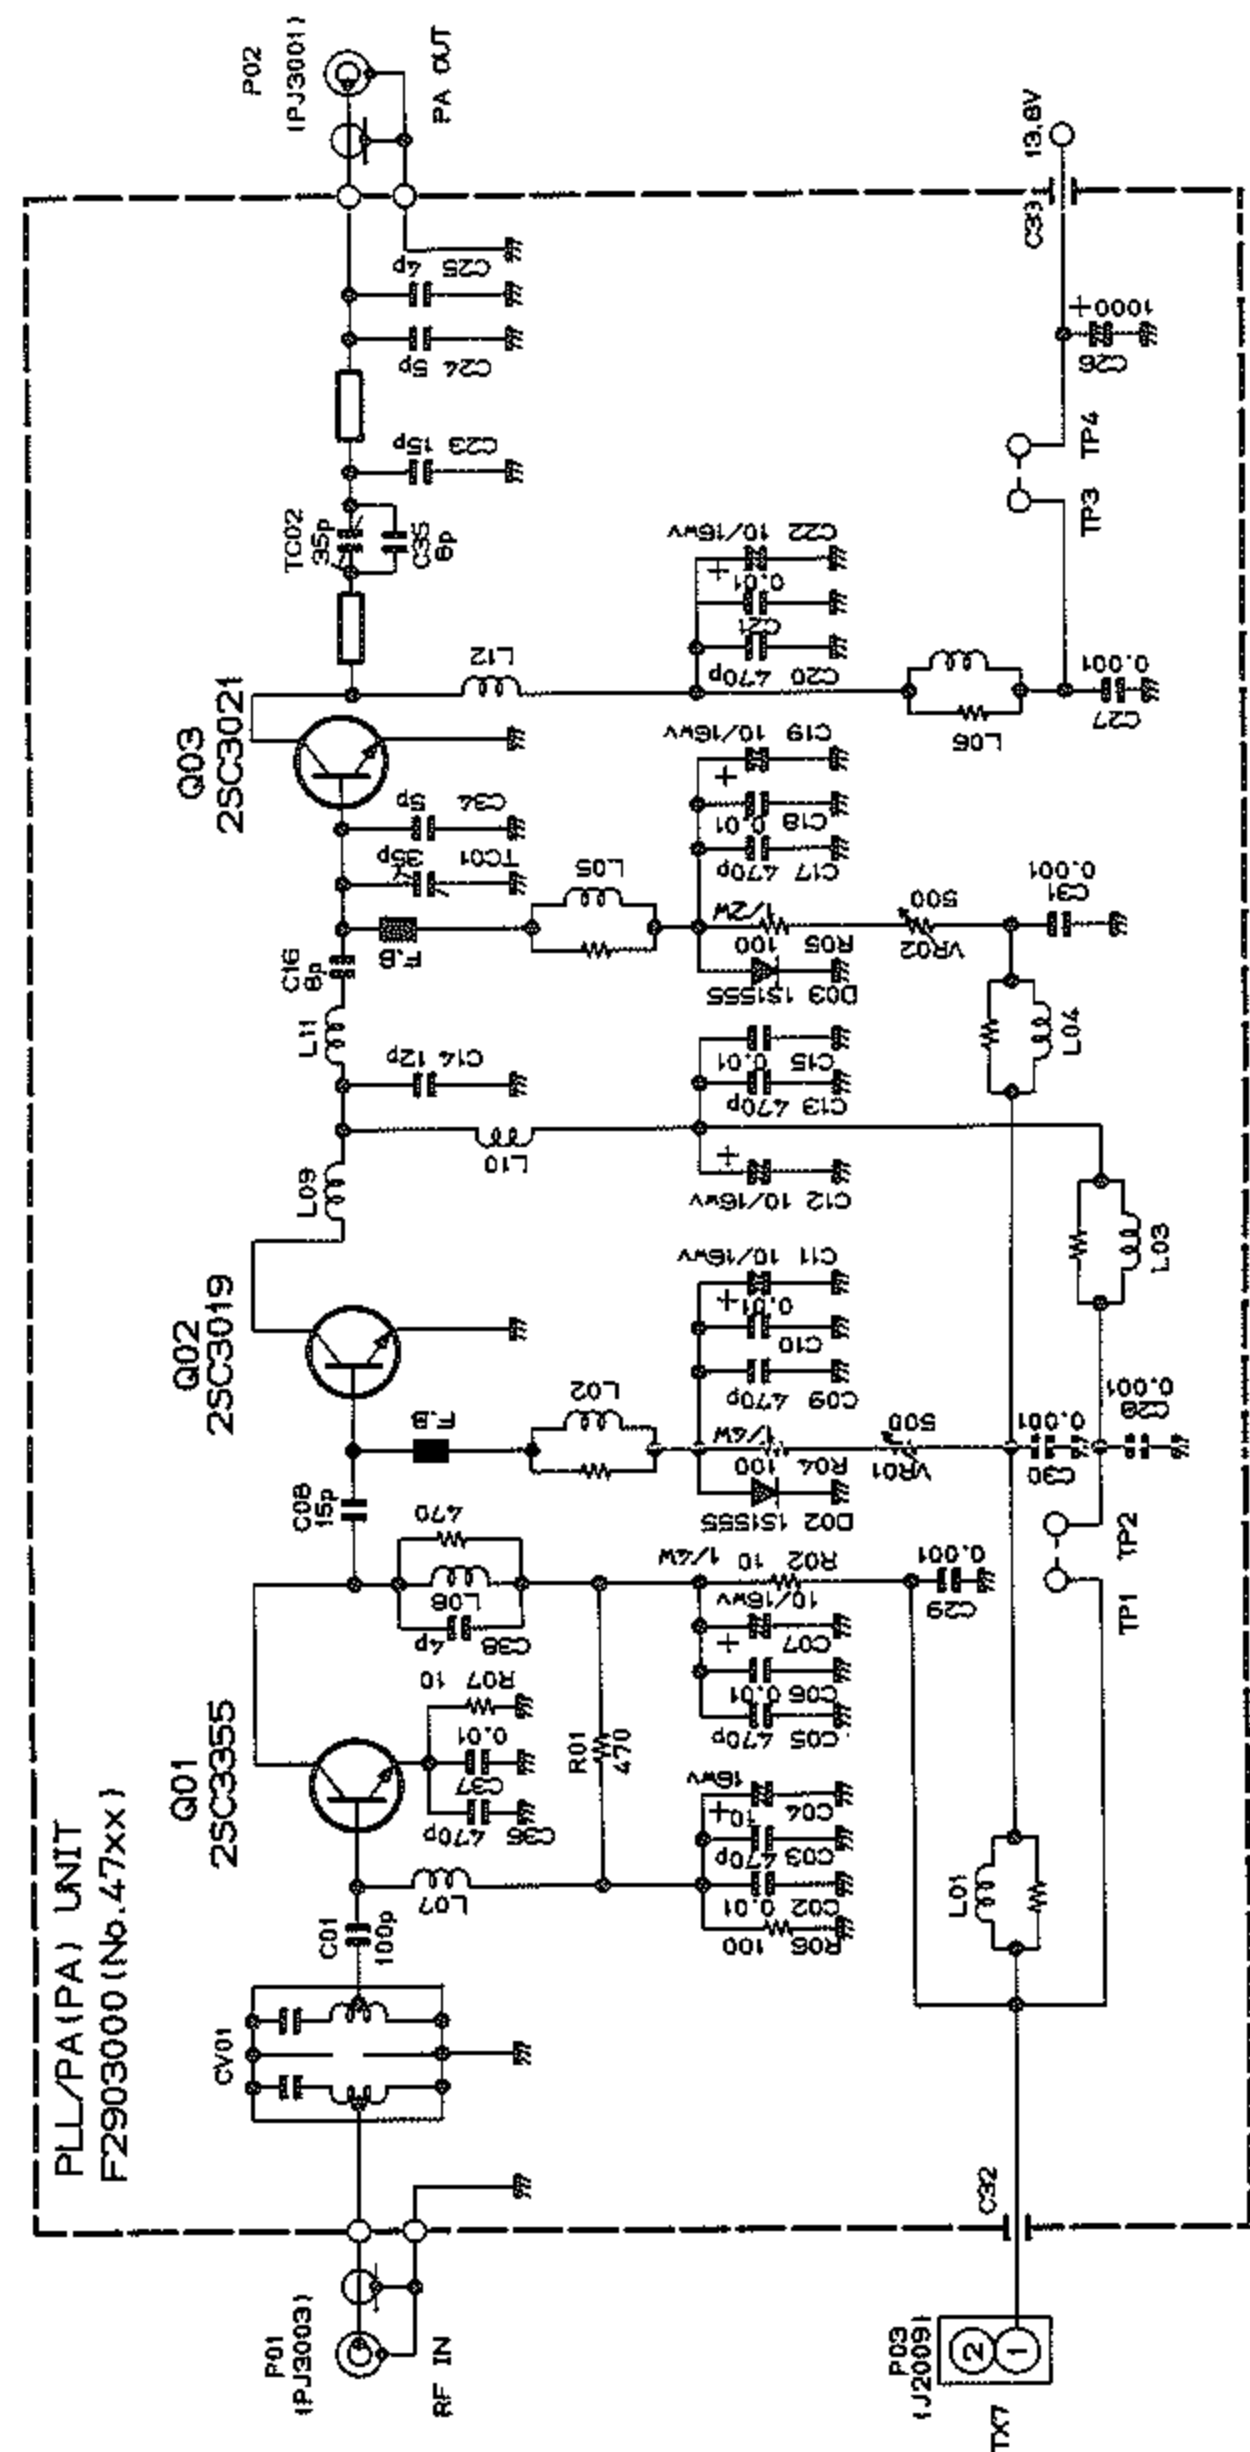 PLL/PA(PA) UNIT
F2903000(No.47xx)
P01
(PJ3003)
RF IN
CV01
C01
100p
L07
Q01
2SC3355
470p
C36
C37
0.01
R07 10
C38
4p
L08
470
R01
470
R06
100
C02
0.01
C03
470p
C04
10
+
16wv
C05 470p
C06 0.01
C07
10/16wv
+
R02 10
1/4W
C29
0.001
C08
15p
F.B
L02
Q02
2SC3019
D02 1S1555
R04
100
1/4W
C09 470p
C10
0.01
C11 10/16wv
+
VR01
500
C30
0.001
C28
0.001
L09
L10
C12 10/16wv
+
C13 470p
C15
0.01
L03
C14 12p
L11
C16
8p
F.B
L05
TC01
35p
C34
5p
D03 1S1555
R05
100
1/2W
VR02
500
C31
0.001
L04
C17 470p
C18
0.01
C19 10/16wv
+
Q03
2SC3021
L12
C20 470p
C21
0.01
C22 10/16wv
+
L06
C27
0.001
TC02
35p
C35
8p
C23
15p
C24 5p
C25
4p
P02
(PJ3001)
PA OUT
TP3
TP4
C26
1000
+
C33
13.8V
TP1
TP2
L01
C32
P03
(J2009)
2
1
TX7